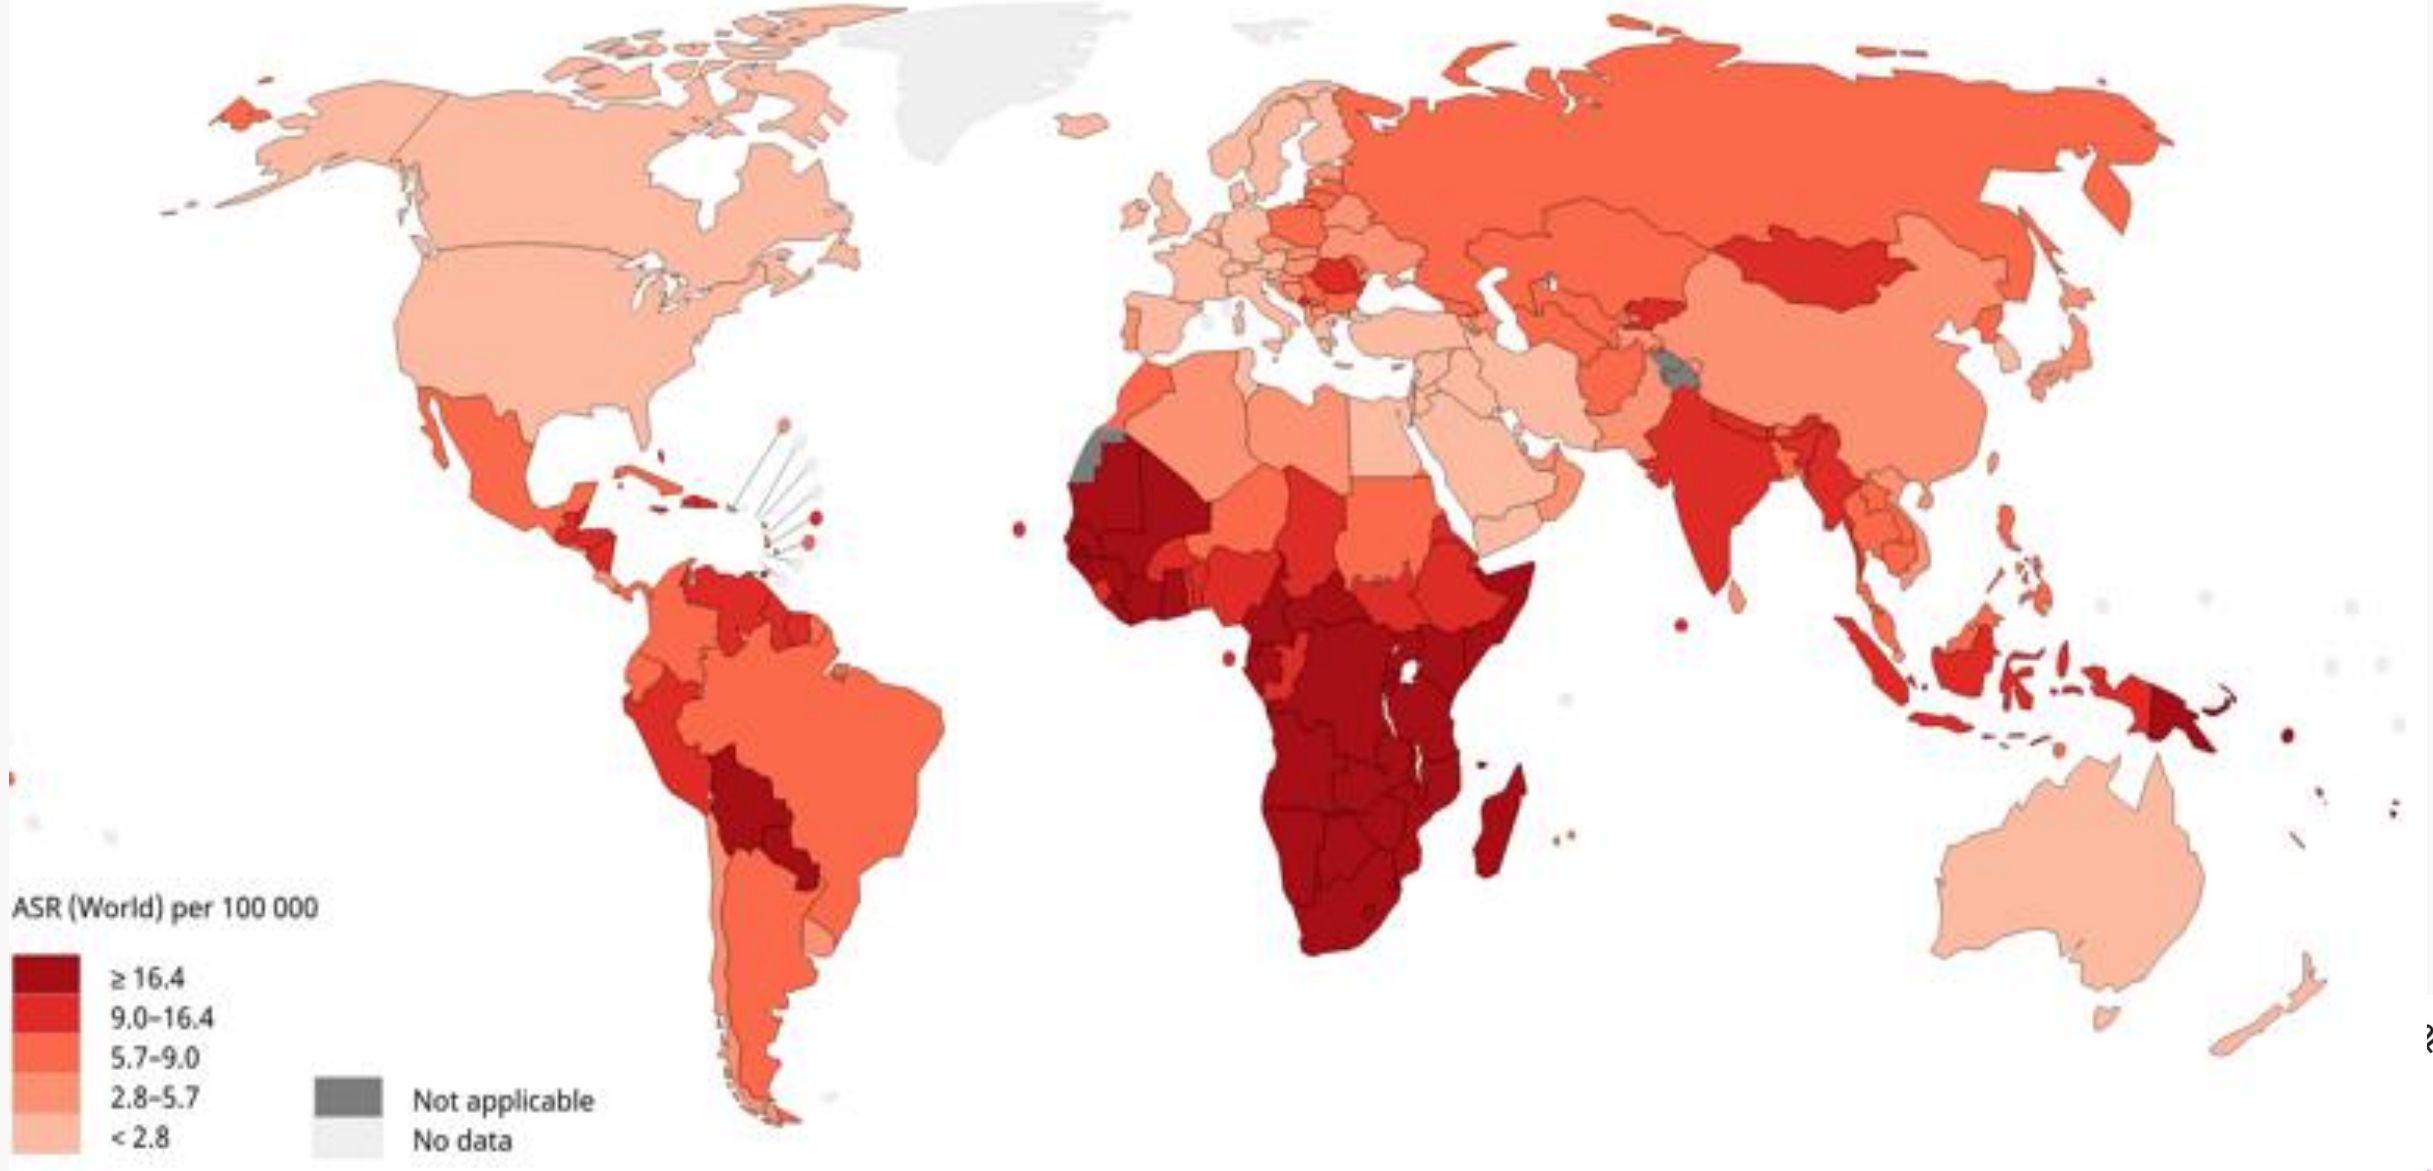 ASR (World) per 100 000
≥ 16.4
9.0–16.4
5.7–9.0
2.8–5.7
< 2.8
Not applicable
No data